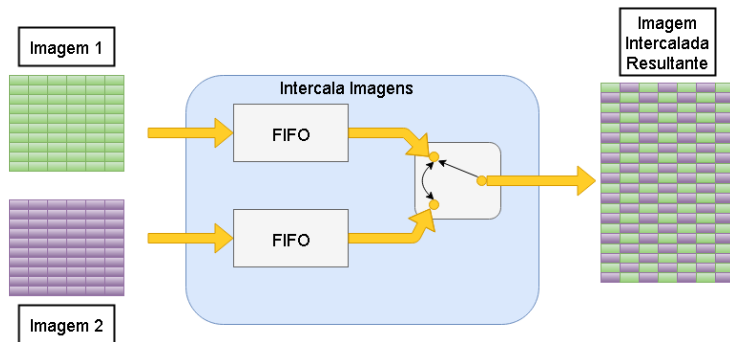 Imagem 1
Imagem
Intercalada
Resultante
Intercala Imagens
FIFO
FIFO
Imagem 2